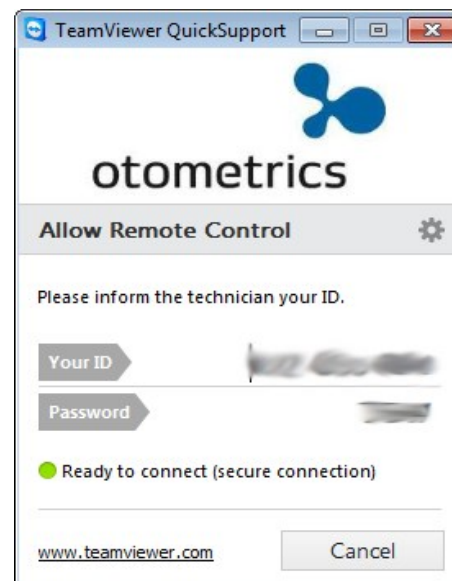 TeamViewer QuickSupport
otometrics
Allow Remote Control
Please inform the technician your ID.
Your ID
Password
Ready to connect (secure connection)
www.teamviewer.com Cancel